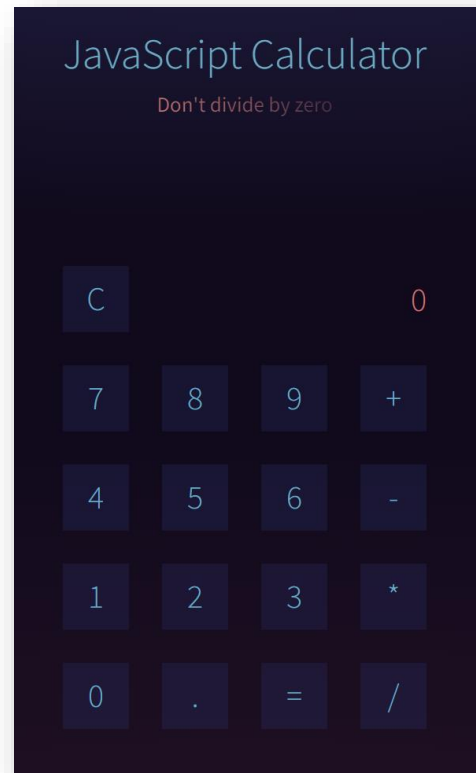 JavaScript Calculator
Don't divide by zero
C 0
7 8 9 +
4 5 6 -
1 2 3 *
0 . = /